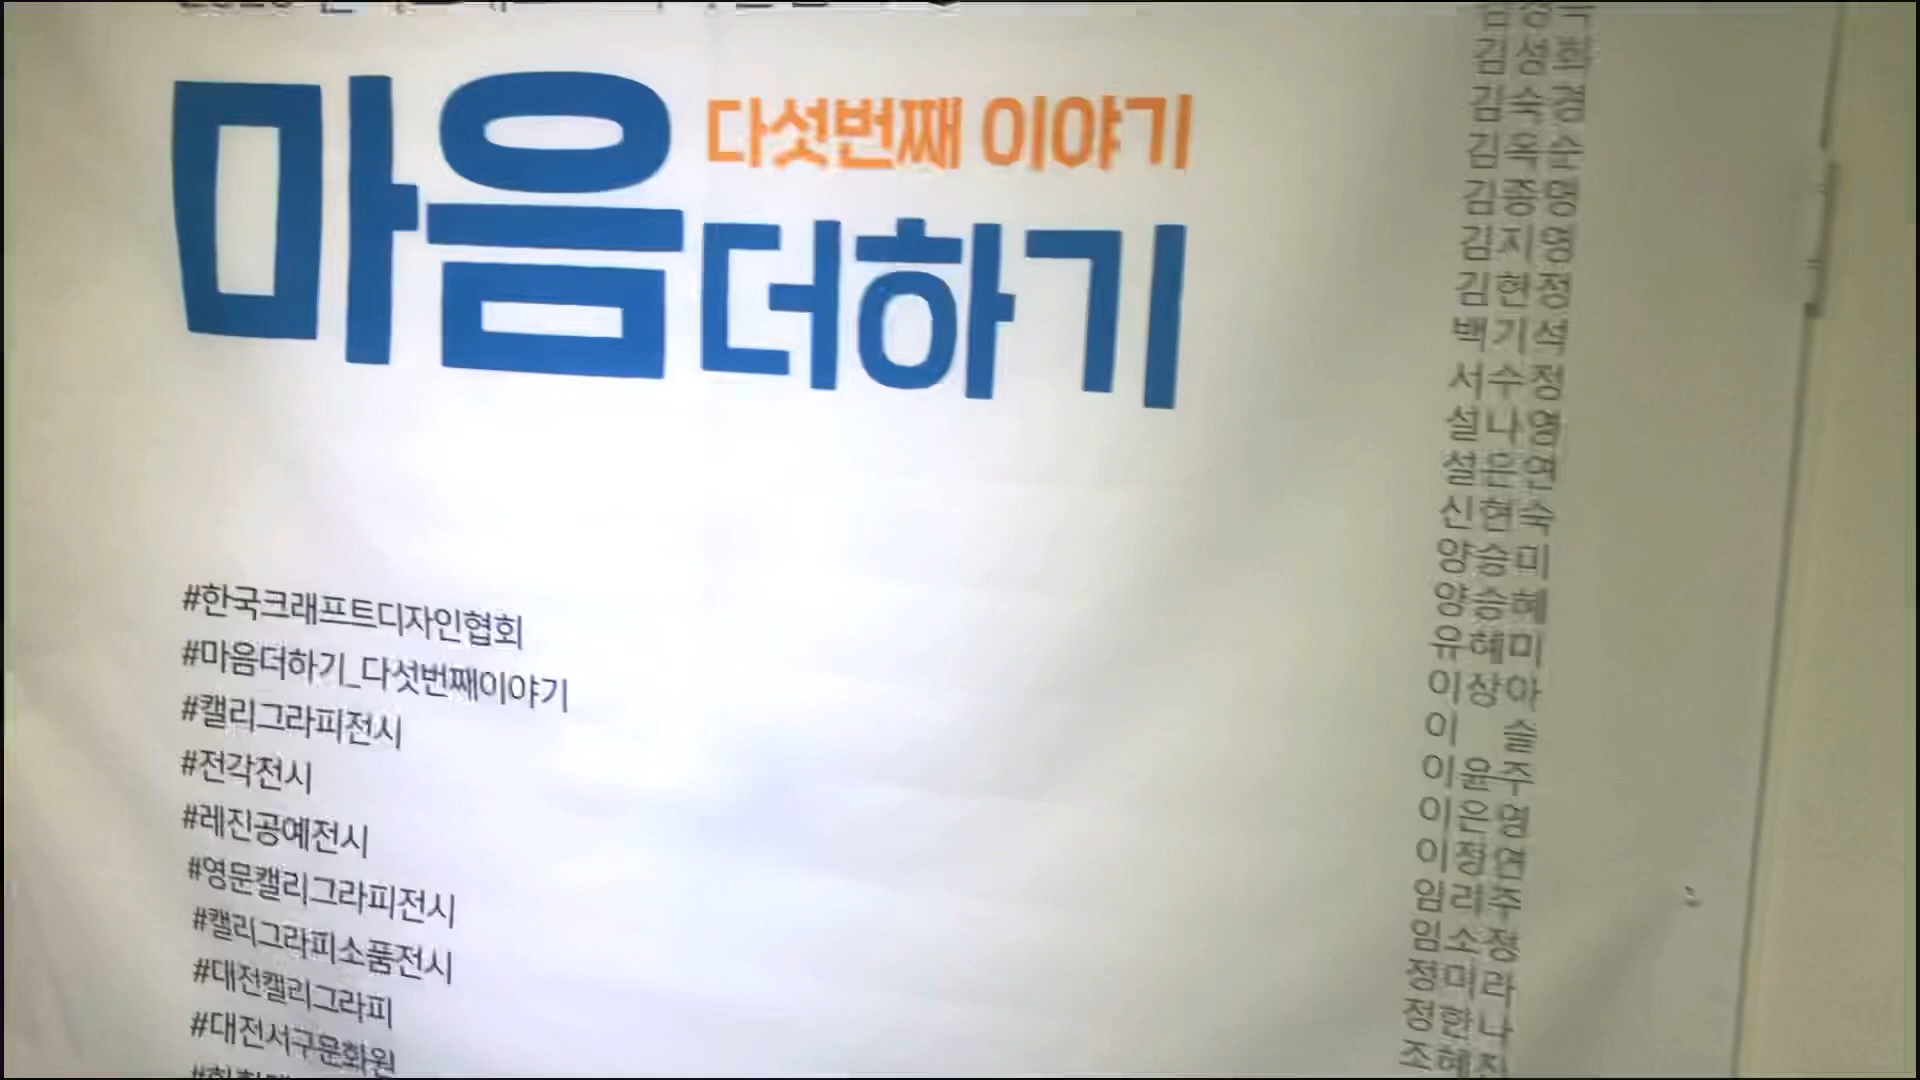 다섯번째 이야기
마음더하기
#한국크래프트디자인협회
#마음더하기_다섯번째이야기
#캘리그라피전시
#전각전시
#레진공예전시
#영문캘리그라피전시
#캘리그라피소품전시
#대전캘리그라피
#대전서구문화원
김성희
김숙경
김옥순
김종명
김지영
김현정
백기석
서수정
설나영
설은연
신현숙
양승미
양승혜
유혜미
이상아
이 슬
이윤주
이은영
이정연
임리주
임소정
정미라
정현나
조혜진